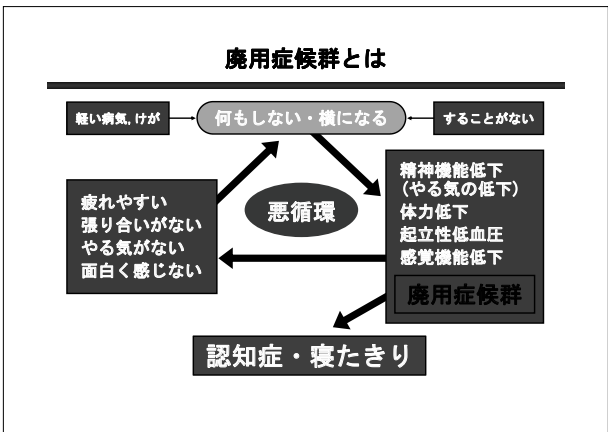 廃用症候群とは
軽い病気,けが
何もしない・横になる
することがない
疲れやすい
張り合いがない
やる気がない
面白く感じない
悪循環
精神機能低下
(やる気の低下)
体力低下
起立性低血圧
感覚機能低下
廃用症候群
認知症・寝たきり